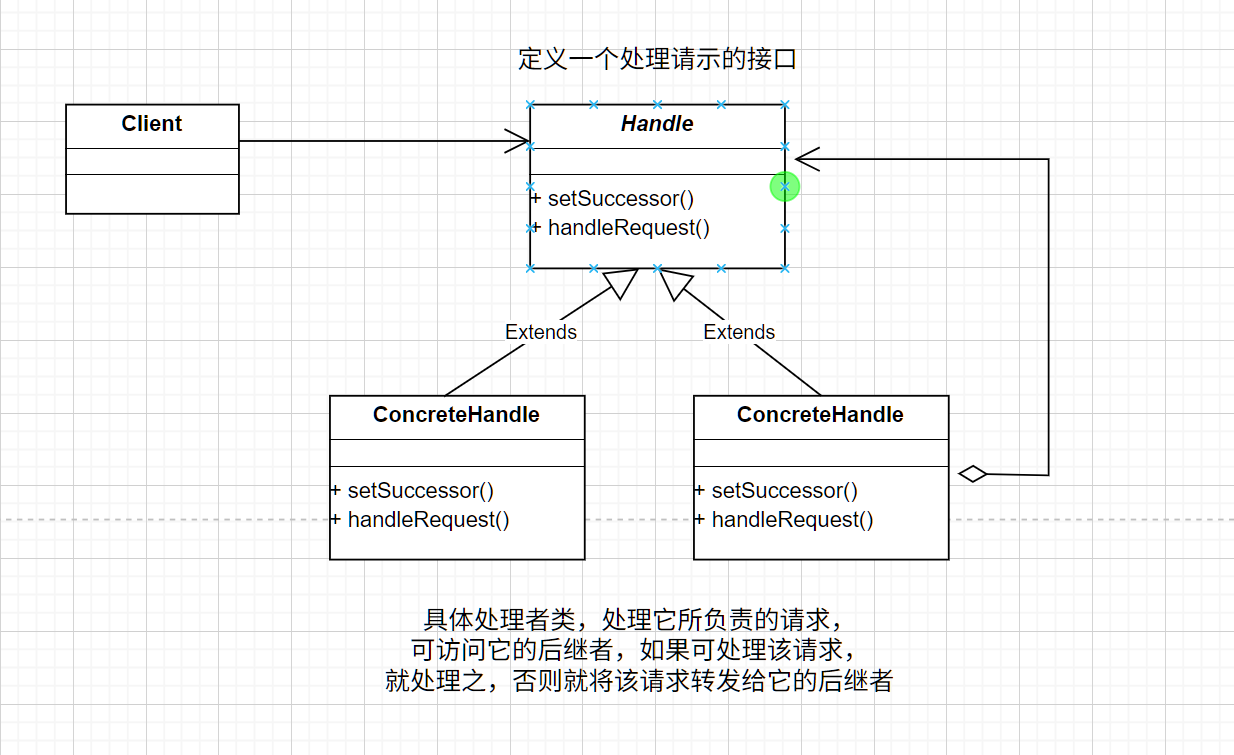 定义一个处理请示的接口
Client
Handle
+ setSuccessor()
+ handleRequest()
Extends
Extends
ConcreteHandle
+ setSuccessor()
+ handleRequest()
ConcreteHandle
+ setSuccessor()
+ handleRequest()
具体处理者类，处理它所负责的请求，
可访问它的后继者，如果可处理该请求，
就处理之，否则就将该请求转发给它的后继者